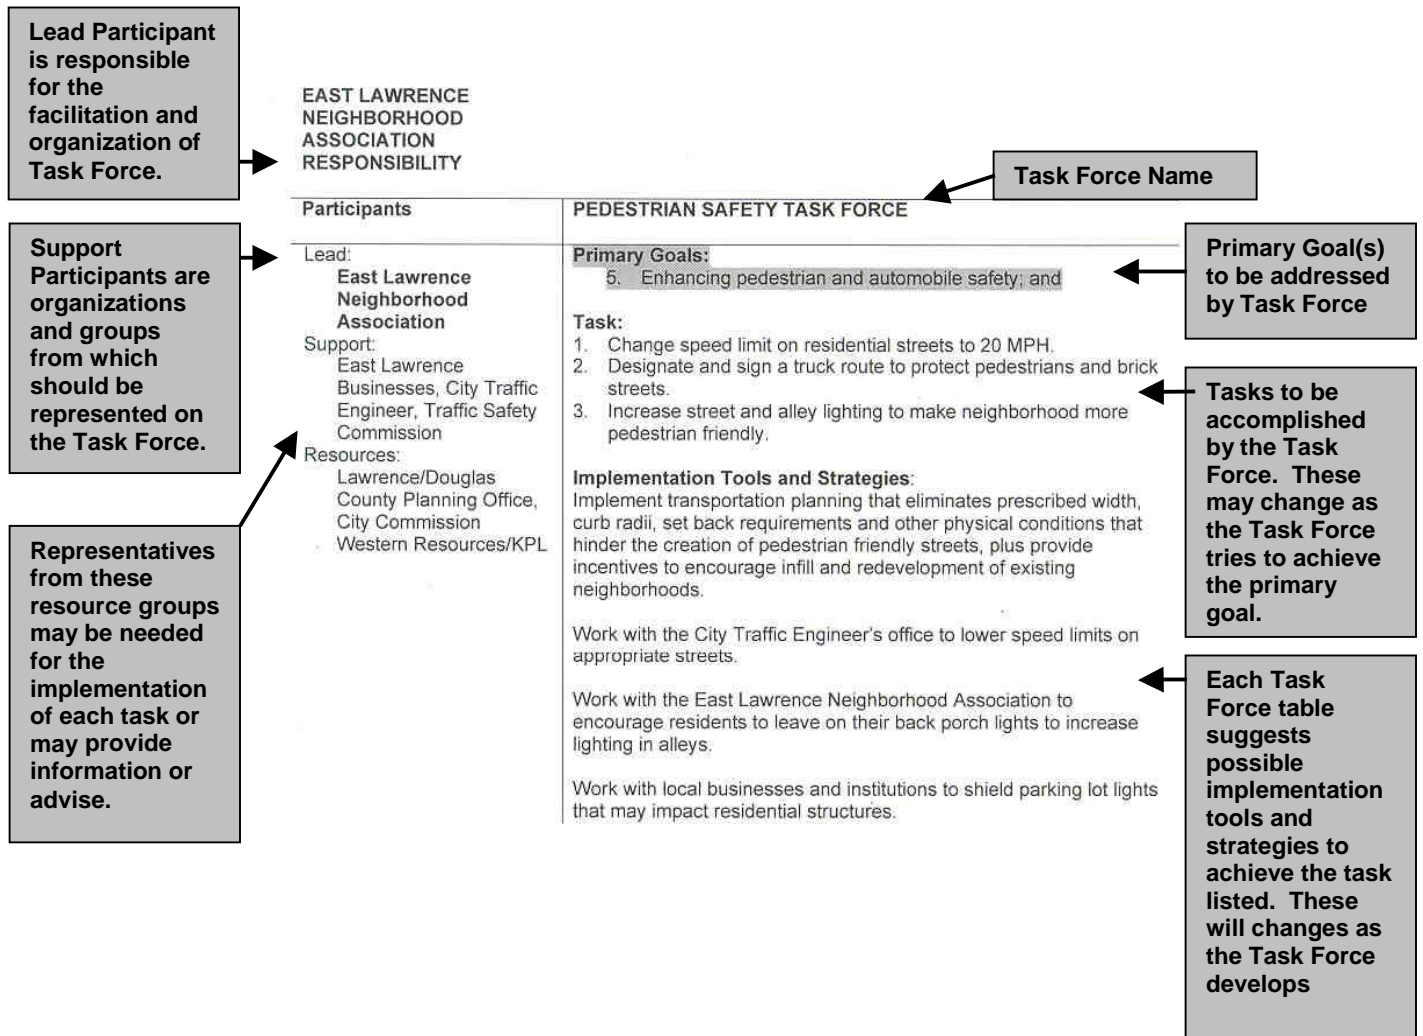 Lead Participant
is responsible
for the
facilitation and
organization of
Task Force.
Support
Participants are
organizations
and groups
from which
should be
represented on
the Task Force.
Representatives
from these
resource groups
may be needed
for the
implementation
of each task or
may provide
information or
advise.
EAST LAWRENCE
NEIGHBORHOOD
ASSOCIATION
RESPONSIBILITY
Participants
Lead:
East Lawrence
Neighborhood
Association
Support:
East Lawrence
Businesses, City Traffic
Engineer, Traffic Safety
Commission
Resources:
Lawrence/Douglas
County Planning Office,
City Commission
Western Resources/KPL
PEDESTRIAN SAFETY TASK FORCE
Primary Goals:
5. Enhancing pedestrian and automobile safety; and
Task:
1. Change speed limit on residential streets to 20 MPH.
2. Designate and sign a truck route to protect pedestrians and brick
streets.
3. Increase street and alley lighting to make neighborhood more
pedestrian friendly.
Implementation Tools and Strategies:
Implement transportation planning that eliminates prescribed width,
curb radii, set back requirements and other physical conditions that
hinder the creation of pedestrian friendly streets, plus provide
incentives to encourage infill and redevelopment of existing
neighborhoods.
Work with the City Traffic Engineer's office to lower speed limits on
appropriate streets.
Work with the East Lawrence Neighborhood Association to
encourage residents to leave on their back porch lights to increase
lighting in alleys.
Work with local businesses and institutions to shield parking lot lights
that may impact residential structures.
Task Force Name
Primary Goal(s)
to be addressed
by Task Force
Tasks to be
accomplished
by the Task
Force. These
may change as
the Task Force
tries to achieve
the primary
goal.
Each Task
Force table
suggests
possible
implementation
tools and
strategies to
achieve the task
listed. These
will changes as
the Task Force
develops